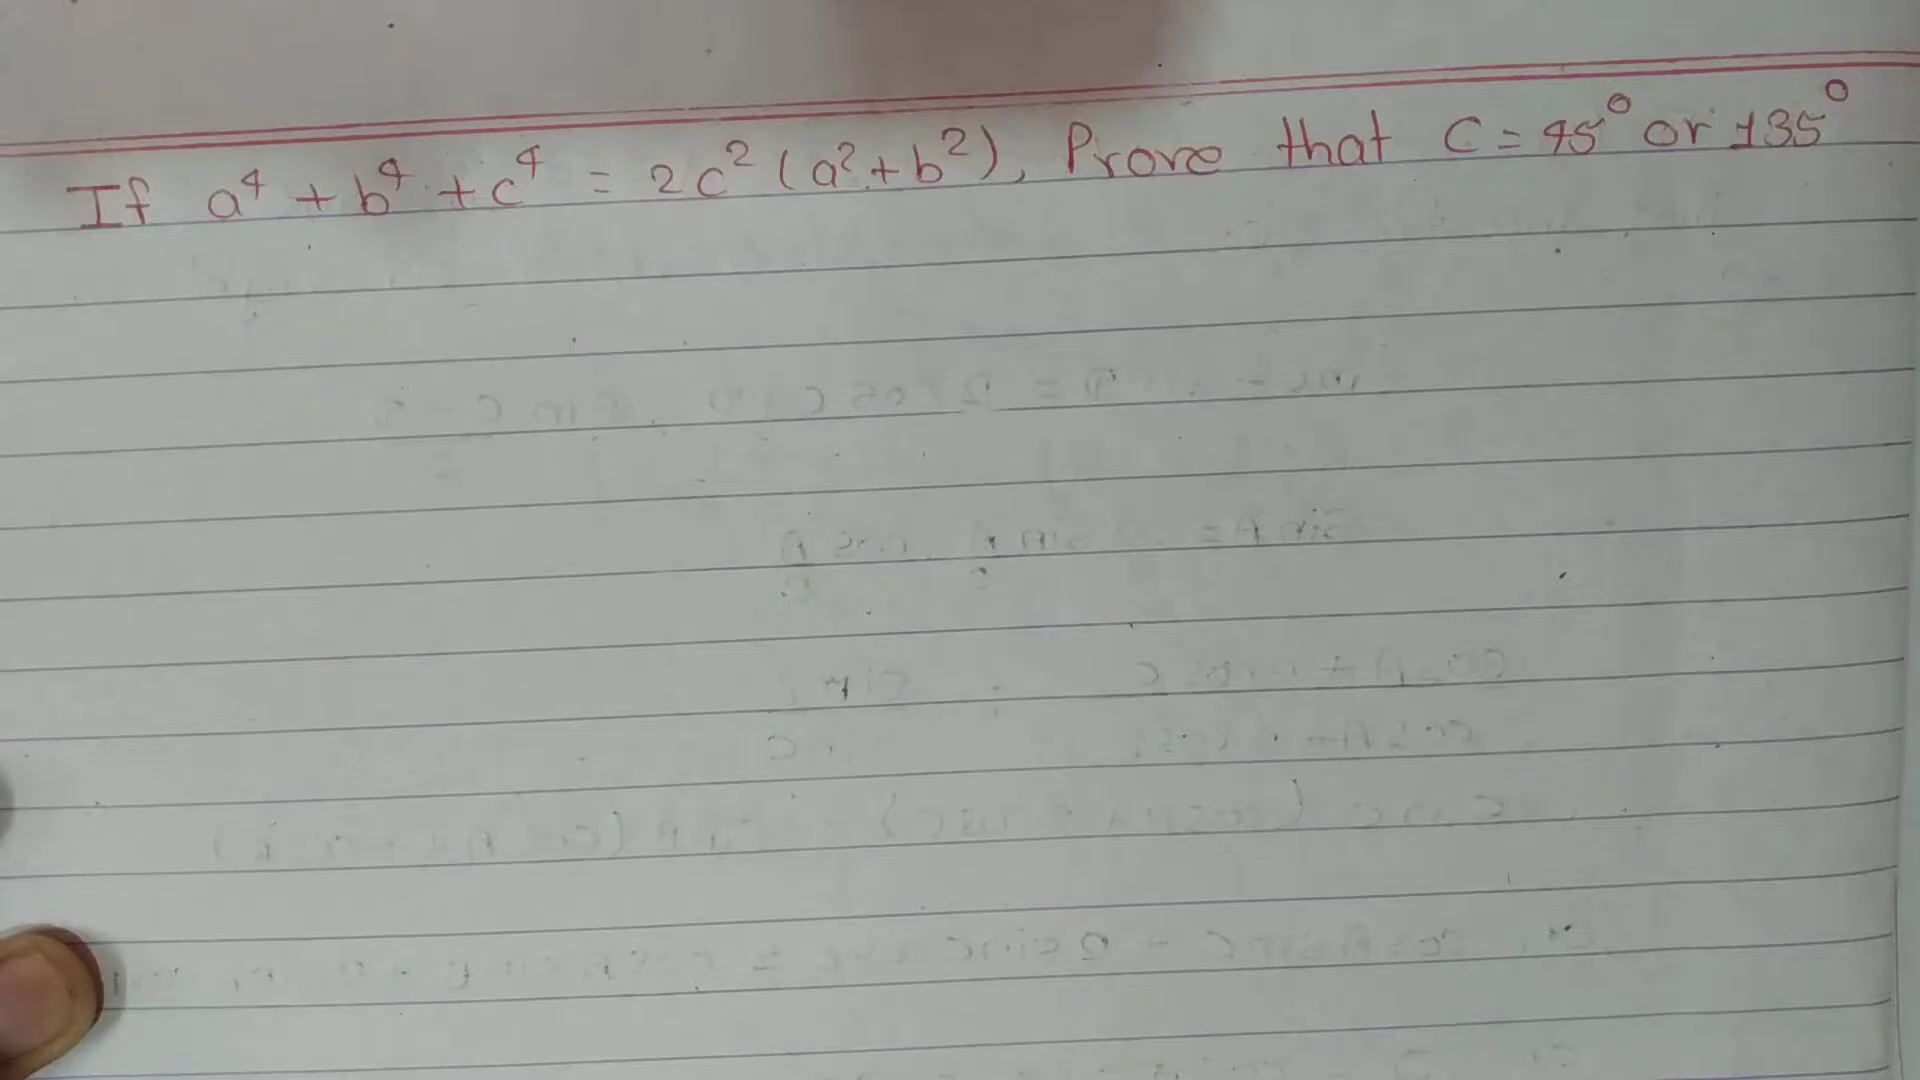 If a⁴ + b⁴ + c⁴ = 2c² (a² + b²), Prove that C = 45° or 135°